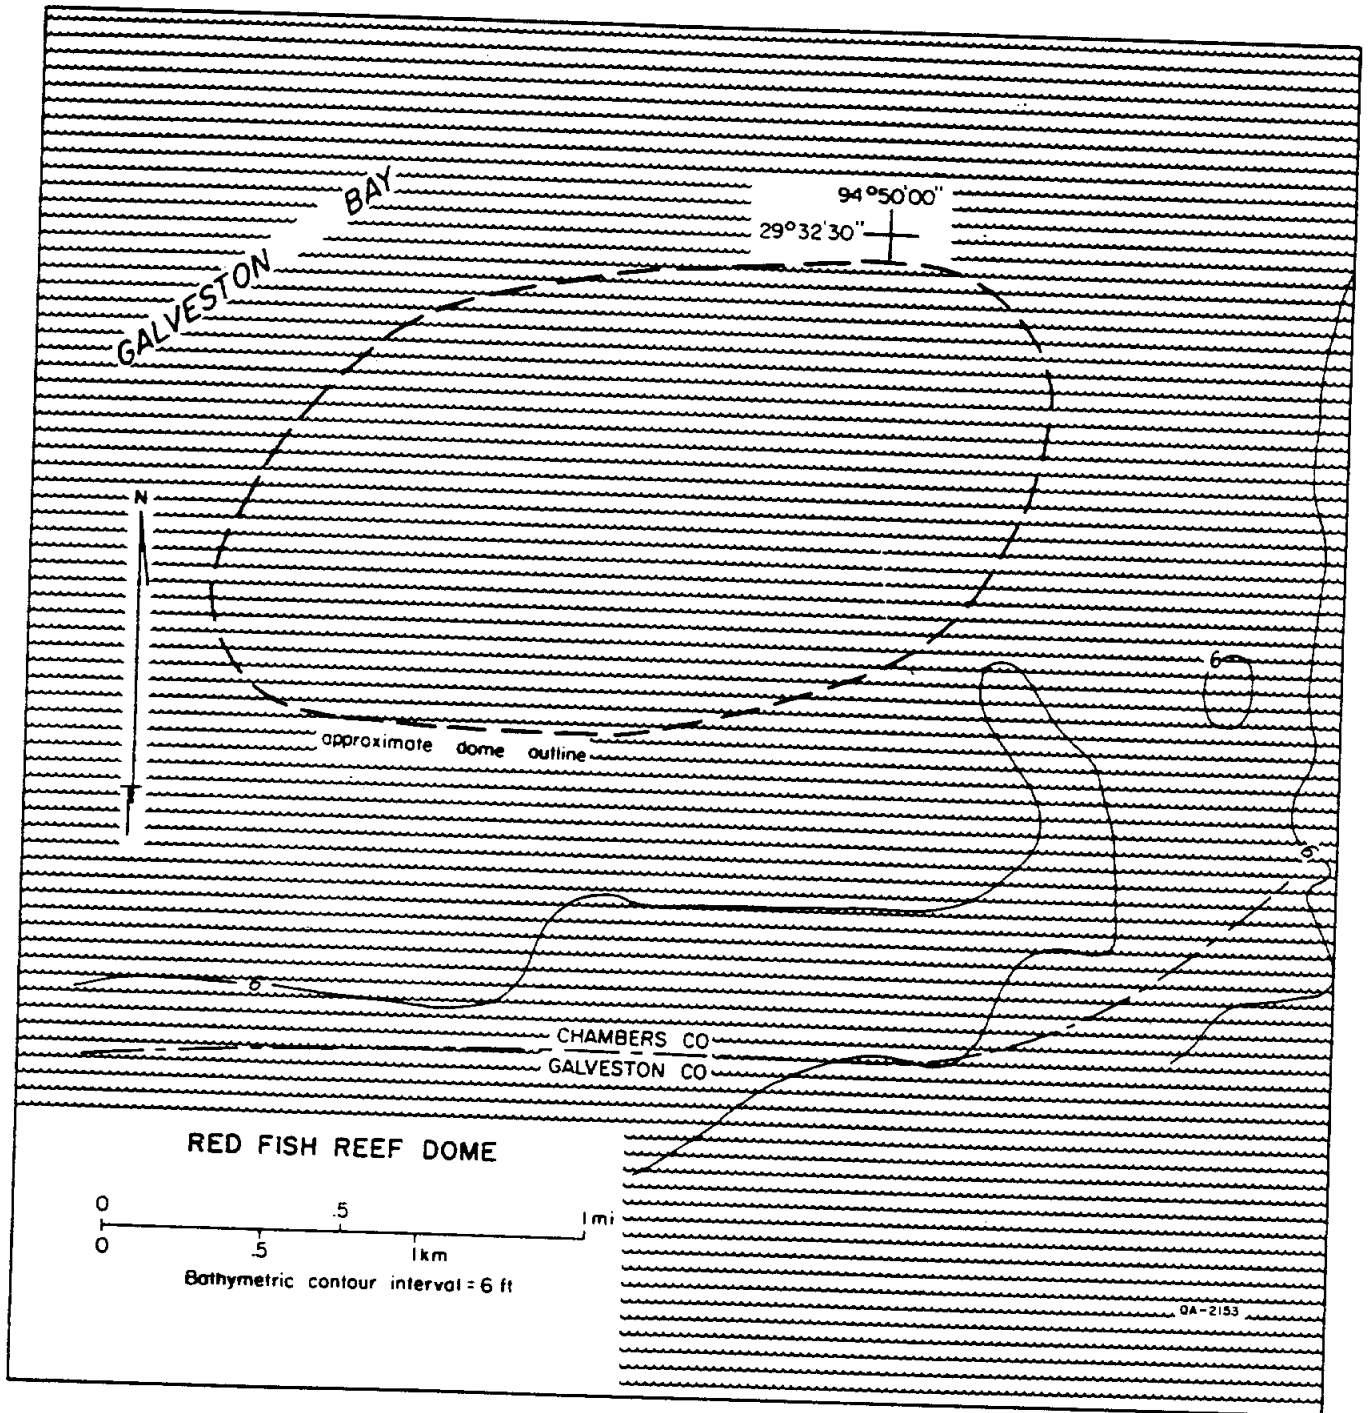 94°50'00"
29°32'30"
GALVESTON BAY
N
6
approximate dome outline
6
6
CHAMBERS CO
GALVESTON CO
RED FISH REEF DOME
0 .5 1 mi
0 .5 1 km
Bathymetric contour interval = 6 ft
QA-2153